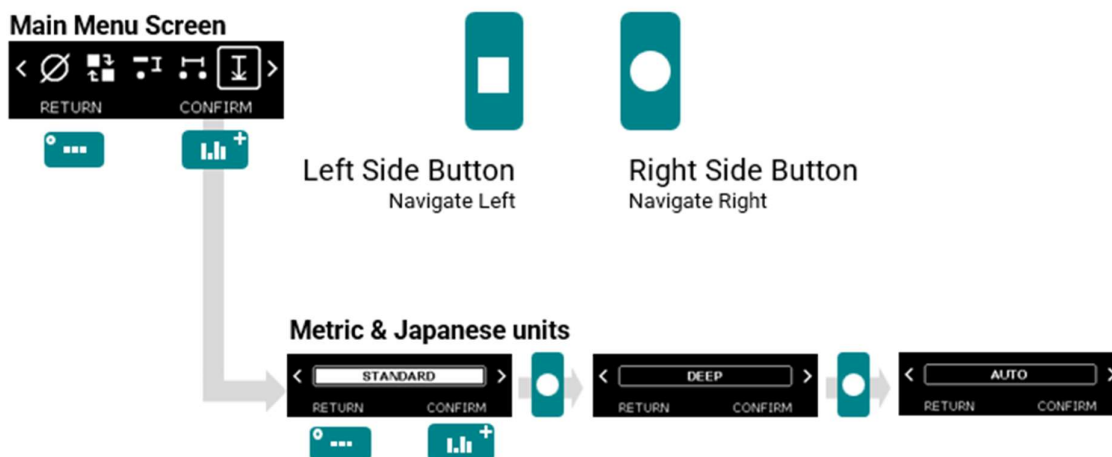 Main Menu Screen
RETURN CONFIRM
Left Side Button
Navigate Left
Right Side Button
Navigate Right
Metric & Japanese units
STANDARD
RETURN CONFIRM
DEEP
RETURN CONFIRM
AUTO
RETURN CONFIRM